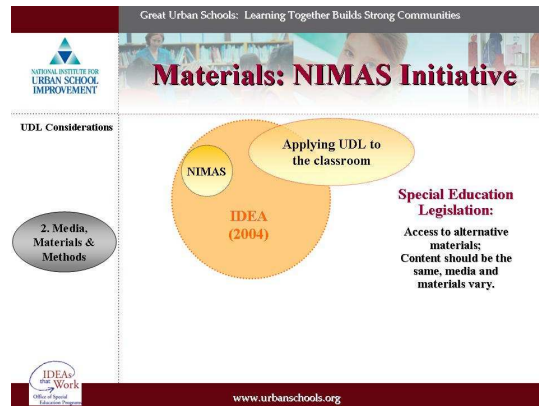 Great Urban Schools: Learning Together Builds Strong Communities
NATIONAL INSTITUTE FOR
URBAN SCHOOL
IMPROVEMENT
Materials: NIMAS Initiative
UDL Considerations
Applying UDL to
the classroom
NIMAS
IDEA
(2004)
Special Education
Legislation:
Access to alternative
materials;
Content should be the
same, media and
materials vary.
2. Media,
Materials &
Methods
IDEAs
that Work
Office of Special
Education Programs
www.urbanschools.org